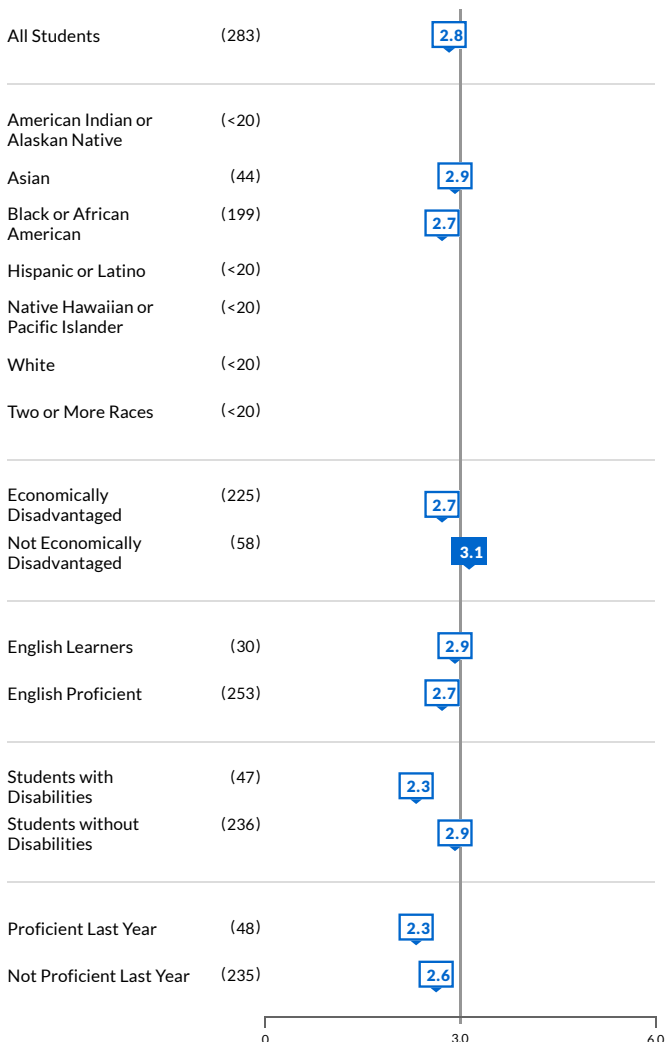 All Students (283) 2.8
American Indian or (<20)
Alaskan Native
Asian (44) 2.9
Black or African (199) 2.7
American
Hispanic or Latino (<20)
Native Hawaiian or (<20)
Pacific Islander
White (<20)
Two or More Races (<20)
Economically (225) 2.7
Disadvantaged
Not Economically (58) 3.1
Disadvantaged
English Learners (30) 2.9
English Proficient (253) 2.7
Students with (47) 2.3
Disabilities
Students without (236) 2.9
Disabilities
Proficient Last Year (48) 2.3
Not Proficient Last Year (235) 2.6
0 3.0 6.0